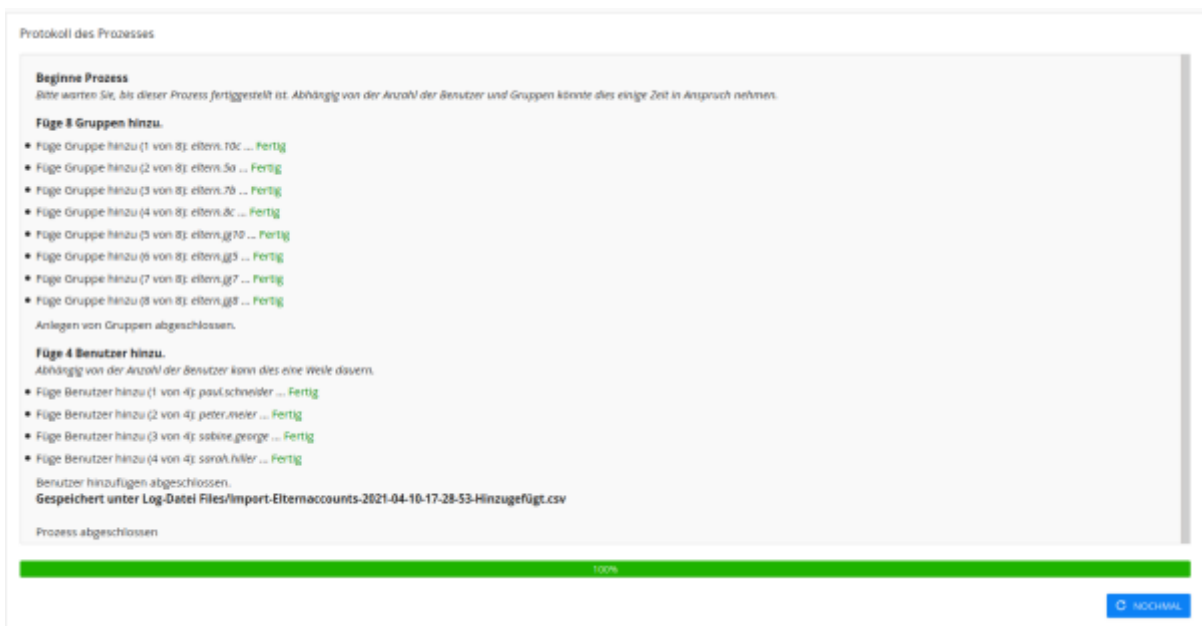 Protokoll des Prozesses
Beginne Prozess
Bitte warten Sie, bis dieser Prozess fertiggestellt ist. Abhängig von der Anzahl der Benutzer und Gruppen könnte dies einige Zeit in Anspruch nehmen.
Füge 8 Gruppen hinzu.
• Füge Gruppe hinzu (1 von 8): eltern.10c ... Fertig
• Füge Gruppe hinzu (2 von 8): eltern.5a ... Fertig
• Füge Gruppe hinzu (3 von 8): eltern.7b ... Fertig
• Füge Gruppe hinzu (4 von 8): eltern.8c ... Fertig
• Füge Gruppe hinzu (5 von 8): eltern.jg10 ... Fertig
• Füge Gruppe hinzu (6 von 8): eltern.jg5 ... Fertig
• Füge Gruppe hinzu (7 von 8): eltern.jg7 ... Fertig
• Füge Gruppe hinzu (8 von 8): eltern.jg8 ... Fertig
Anlegen von Gruppen abgeschlossen.
Füge 4 Benutzer hinzu.
Abhängig von der Anzahl der Benutzer kann dies eine Weile dauern.
• Füge Benutzer hinzu (1 von 4): paul.schneider ... Fertig
• Füge Benutzer hinzu (2 von 4): peter.meier ... Fertig
• Füge Benutzer hinzu (3 von 4): sabine.george ... Fertig
• Füge Benutzer hinzu (4 von 4): sarah.hiller ... Fertig
Benutzer hinzufügen abgeschlossen.
Gespeichert unter Log-Datei Files/Import-Elternaccounts-2021-04-10-17-28-53-Hinzugefügt.csv
Prozess abgeschlossen
100%
NOCHMAL